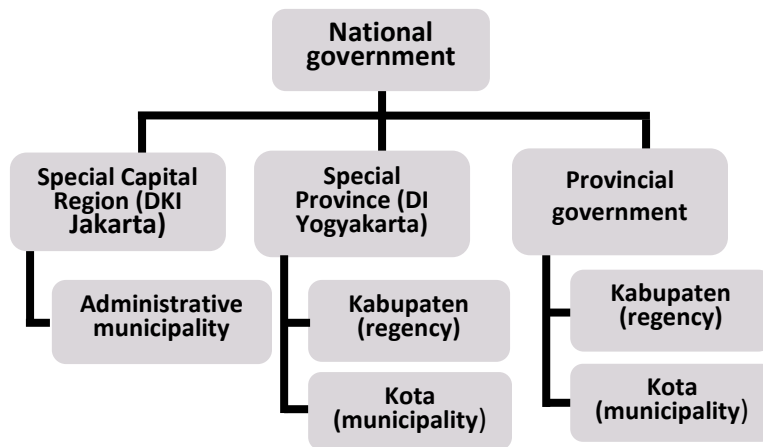 National
government
Special Capital
Region (DKI
Jakarta)
Special
Province (DI
Yogyakarta)
Provincial
government
Administrative
municipality
Kabupaten
(regency)
Kota
(municipality)
Kabupaten
(regency)
Kota
(municipality)